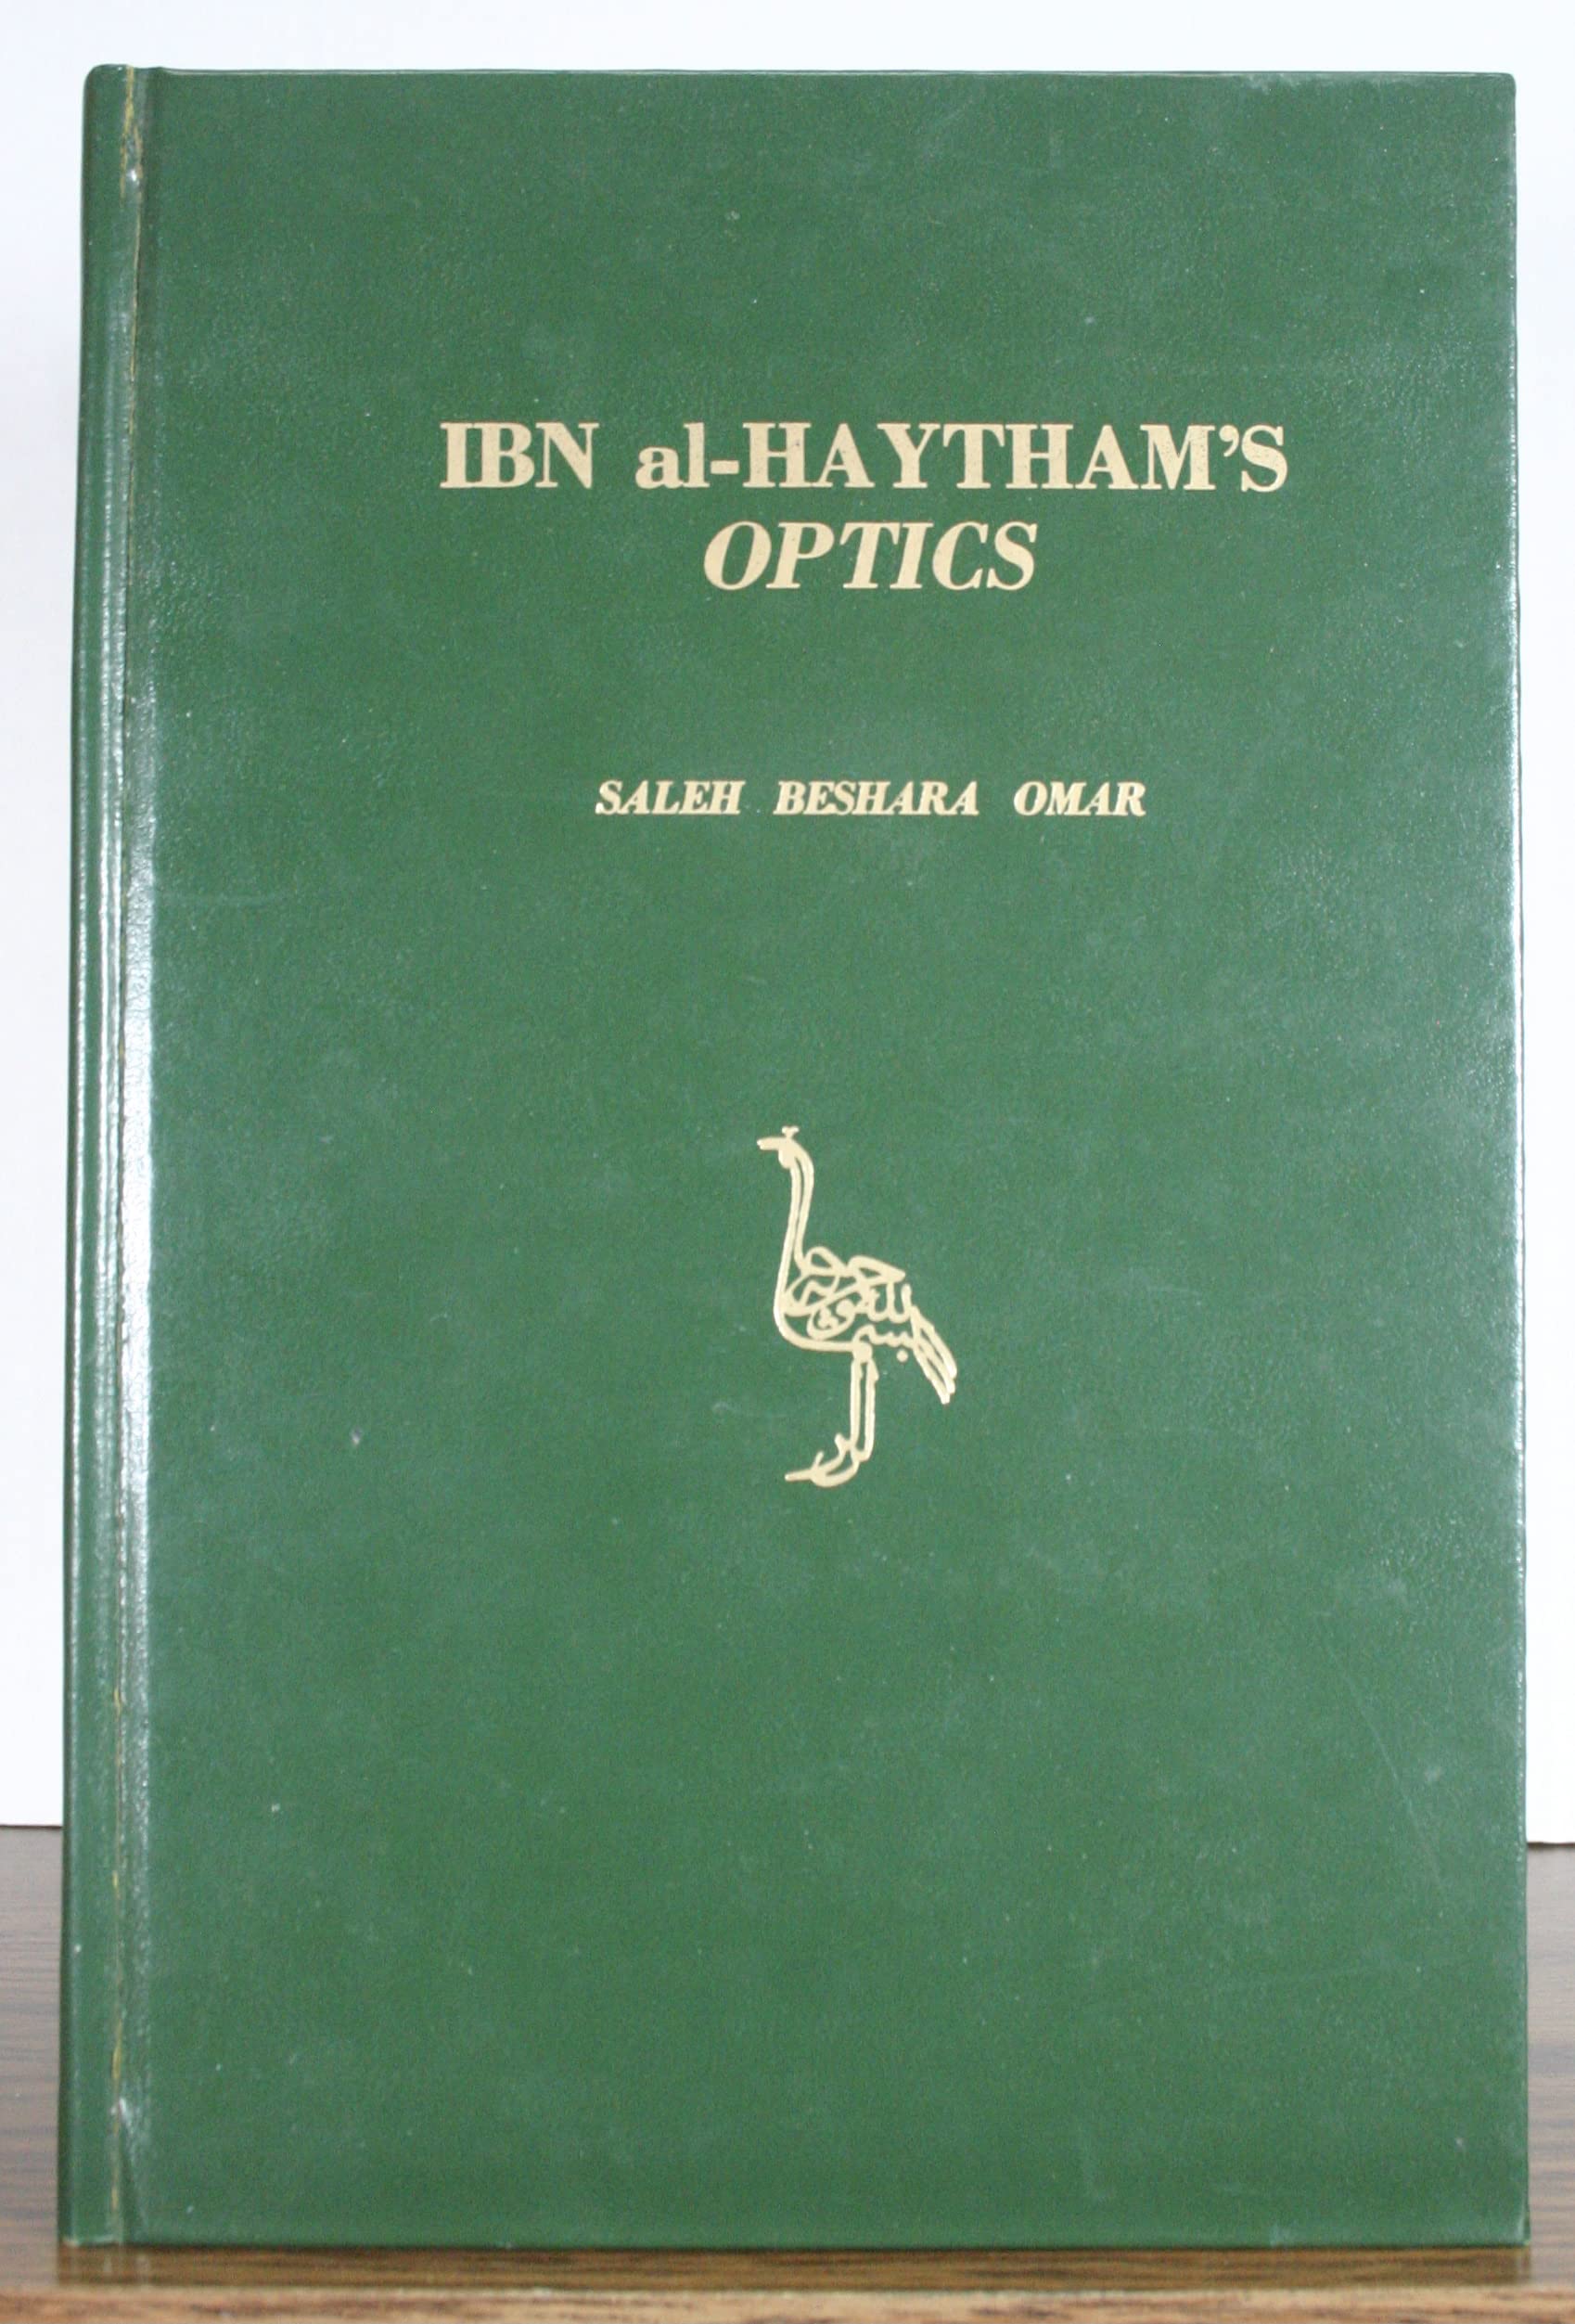 IBN al-HAYTHAM'S
OPTICS
SALEH BESHARA OMAR